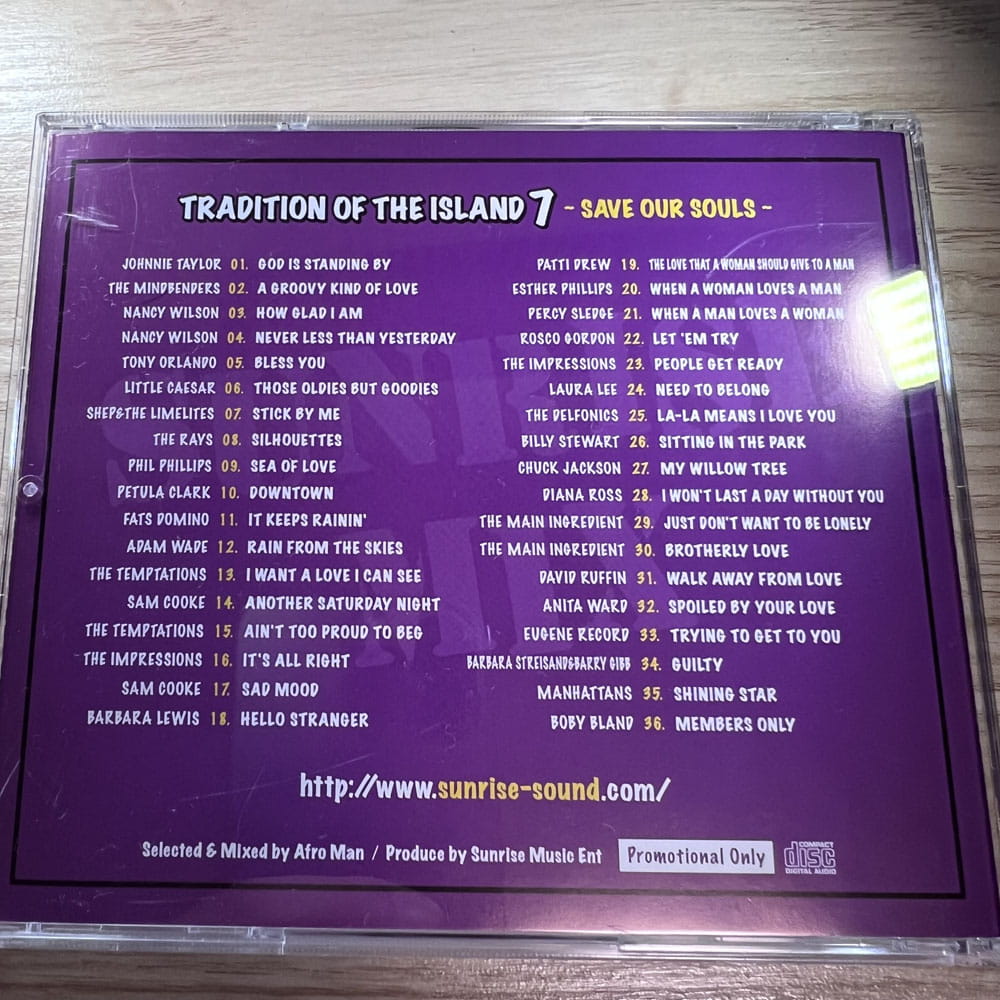 TRADITION OF THE ISLAND 7 ~ SAVE OUR SOULS ~
JOHNNIE TAYLOR 01. GOD IS STANDING BY
THE MINDBENDERS 02. A GROOVY KIND OF LOVE
NANCY WILSON 03. HOW GLAD I AM
NANCY WILSON 04. NEVER LESS THAN YESTERDAY
TONY ORLANDO 05. BLESS YOU
LITTLE CAESAR 06. THOSE OLDIES BUT GOODIES
SHEP&THE LIMELITES 07. STICK BY ME
THE RAYS 08. SILHOUETTES
PHIL PHILLIPS 09. SEA OF LOVE
PETULA CLARK 10. DOWNTOWN
FATS DOMINO 11. IT KEEPS RAININ'
ADAM WADE 12. RAIN FROM THE SKIES
THE TEMPTATIONS 13. I WANT A LOVE I CAN SEE
SAM COOKE 14. ANOTHER SATURDAY NIGHT
THE TEMPTATIONS 15. AIN'T TOO PROUD TO BEG
THE IMPRESSIONS 16. IT'S ALL RIGHT
SAM COOKE 17. SAD MOOD
BARBARA LEWIS 18. HELLO STRANGER
PATTI DREW 19. THE LOVE THAT A WOMAN SHOULD GIVE TO A MAN
ESTHER PHILLIPS 20. WHEN A WOMAN LOVES A MAN
PERCY SLEDGE 21. WHEN A MAN LOVES A WOMAN
ROSCO GORDON 22. LET 'EM TRY
THE IMPRESSIONS 23. PEOPLE GET READY
LAURA LEE 24. NEED TO BELONG
THE DELFONICS 25. LA-LA MEANS I LOVE YOU
BILLY STEWART 26. SITTING IN THE PARK
CHUCK JACKSON 27. MY WILLOW TREE
DIANA ROSS 28. I WON'T LAST A DAY WITHOUT YOU
THE MAIN INGREDIENT 29. JUST DON'T WANT TO BE LONELY
THE MAIN INGREDIENT 30. BROTHERLY LOVE
DAVID RUFFIN 31. WALK AWAY FROM LOVE
ANITA WARD 32. SPOILED BY YOUR LOVE
EUGENE RECORD 33. TRYING TO GET TO YOU
BARBARA STREISAND&BARRY GIBB 34. GUILTY
MANHATTANS 35. SHINING STAR
BOBY BLAND 36. MEMBERS ONLY
http://www.sunrise-sound.com/
Selected & Mixed by Afro Man / Produce by Sunrise Music Ent Promotional Only
COMPACT
disc
DIGITAL AUDIO